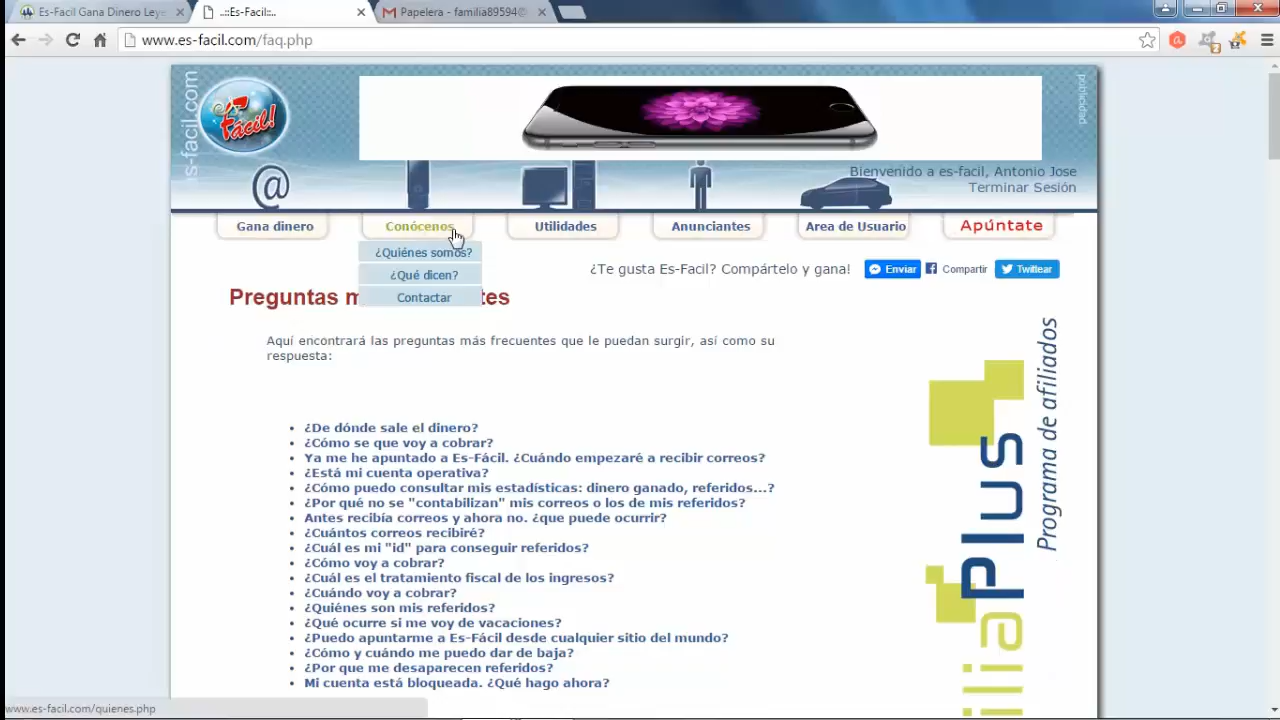 Es-Facil Gana Dinero Leye
..::Es-Facil::..
Papelera - familia89594@
www.es-facil.com/faq.php
es-facil.com
Fácil!
publicidad
@
Bienvenido a es-facil, Antonio Jose
Terminar Sesión
Gana dinero
Conócenos
Utilidades
Anunciantes
Area de Usuario
Apúntate
¿Quiénes somos?
¿Qué dicen?
Contactar
¿Te gusta Es-Facil? Compártelo y gana!
Enviar
Compartir
Twittear
Preguntas m
tes
Aquí encontrará las preguntas más frecuentes que le puedan surgir, así como su
respuesta:
• ¿De dónde sale el dinero?
• ¿Cómo se que voy a cobrar?
• Ya me he apuntado a Es-Fácil. ¿Cuándo empezaré a recibir correos?
• ¿Está mi cuenta operativa?
• ¿Cómo puedo consultar mis estadísticas: dinero ganado, referidos...?
• ¿Por qué no se "contabilizan" mis correos o los de mis referidos?
• Antes recibía correos y ahora no. ¿que puede ocurrir?
• ¿Cuántos correos recibiré?
• ¿Cuál es mi "id" para conseguir referidos?
• ¿Cómo voy a cobrar?
• ¿Cuál es el tratamiento fiscal de los ingresos?
• ¿Cuándo voy a cobrar?
• ¿Quiénes son mis referidos?
• ¿Qué ocurre si me voy de vacaciones?
• ¿Puedo apuntarme a Es-Fácil desde cualquier sitio del mundo?
• ¿Cómo y cuándo me puedo dar de baja?
• ¿Por que me desaparecen referidos?
• Mi cuenta está bloqueada. ¿Qué hago ahora?
iliaPlus
Programa de afiliados
www.es-facil.com/quienes.php